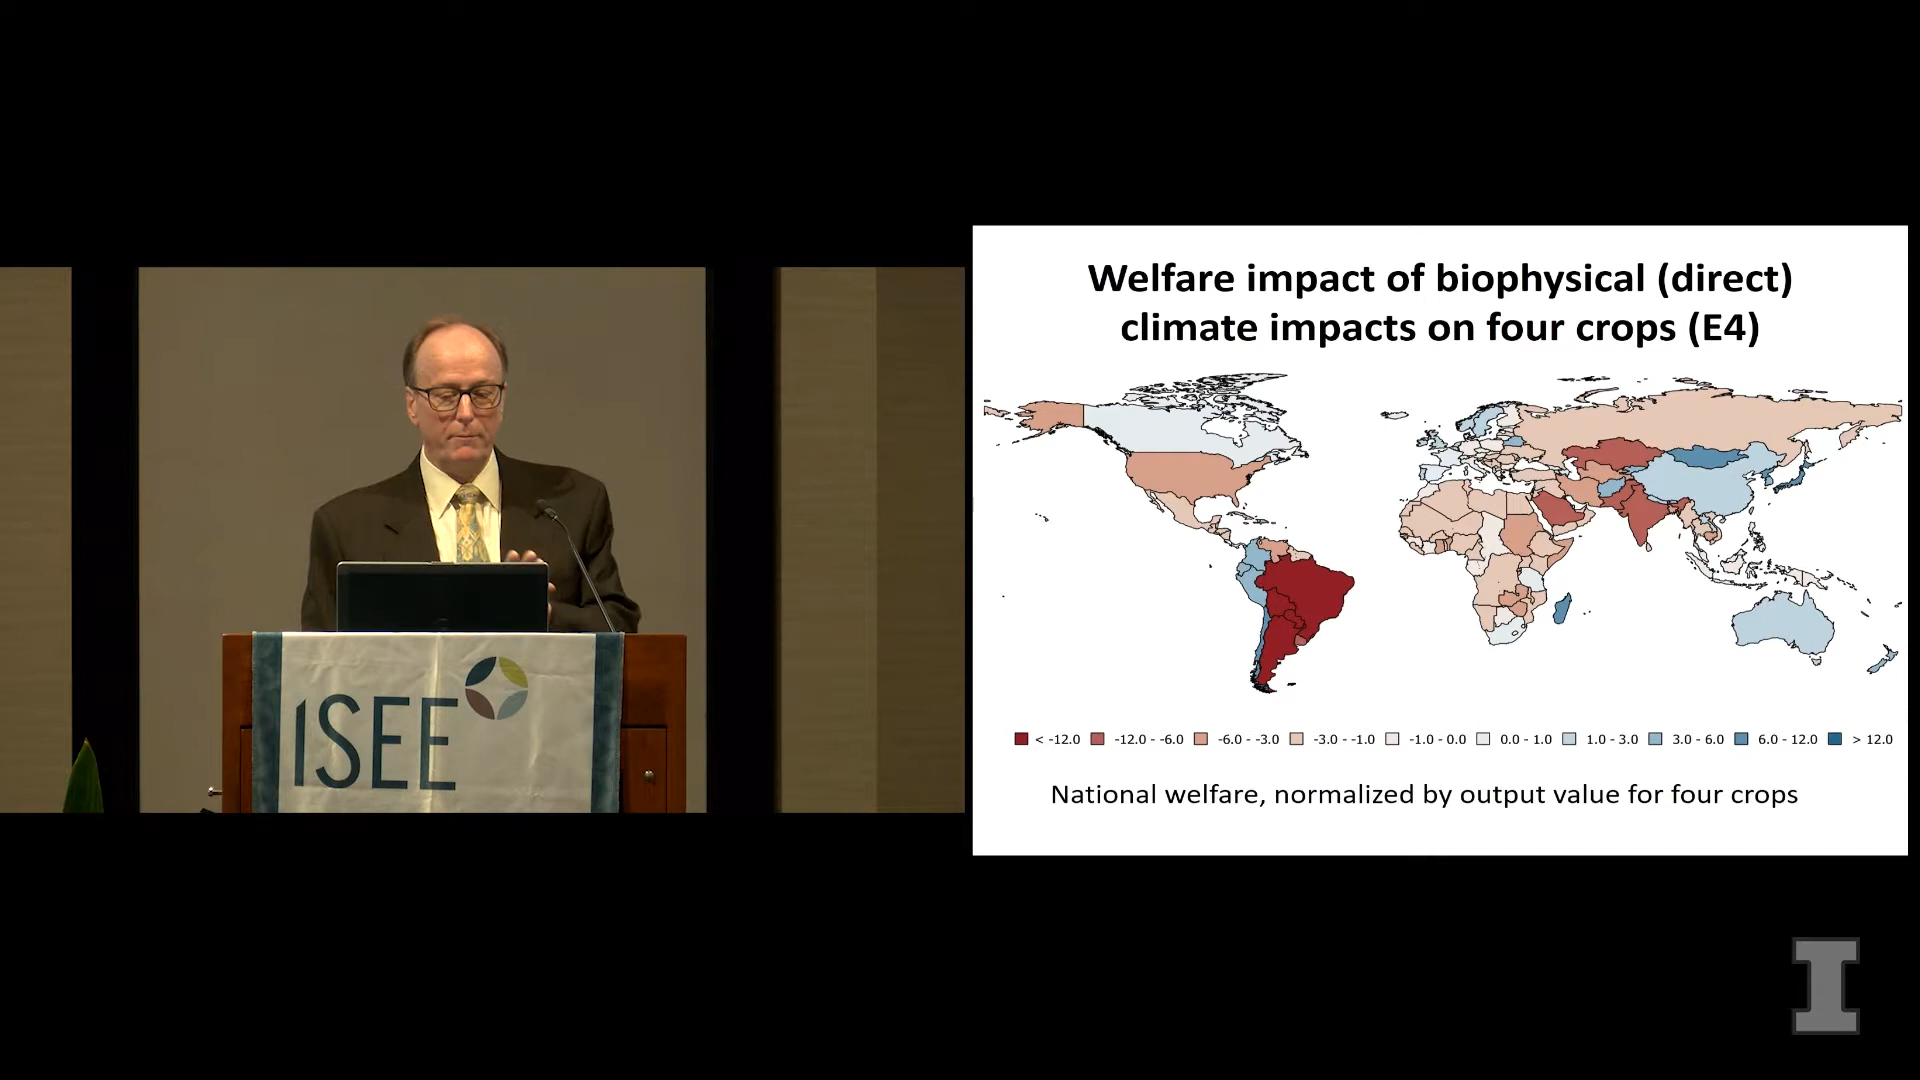 Welfare impact of biophysical (direct)
climate impacts on four crops (E4)
< -12.0 -12.0 - -6.0 -6.0 - -3.0 -3.0 - -1.0 -1.0 - 0.0 0.0 - 1.0 1.0 - 3.0 3.0 - 6.0 6.0 - 12.0 > 12.0
National welfare, normalized by output value for four crops
ISEE
I